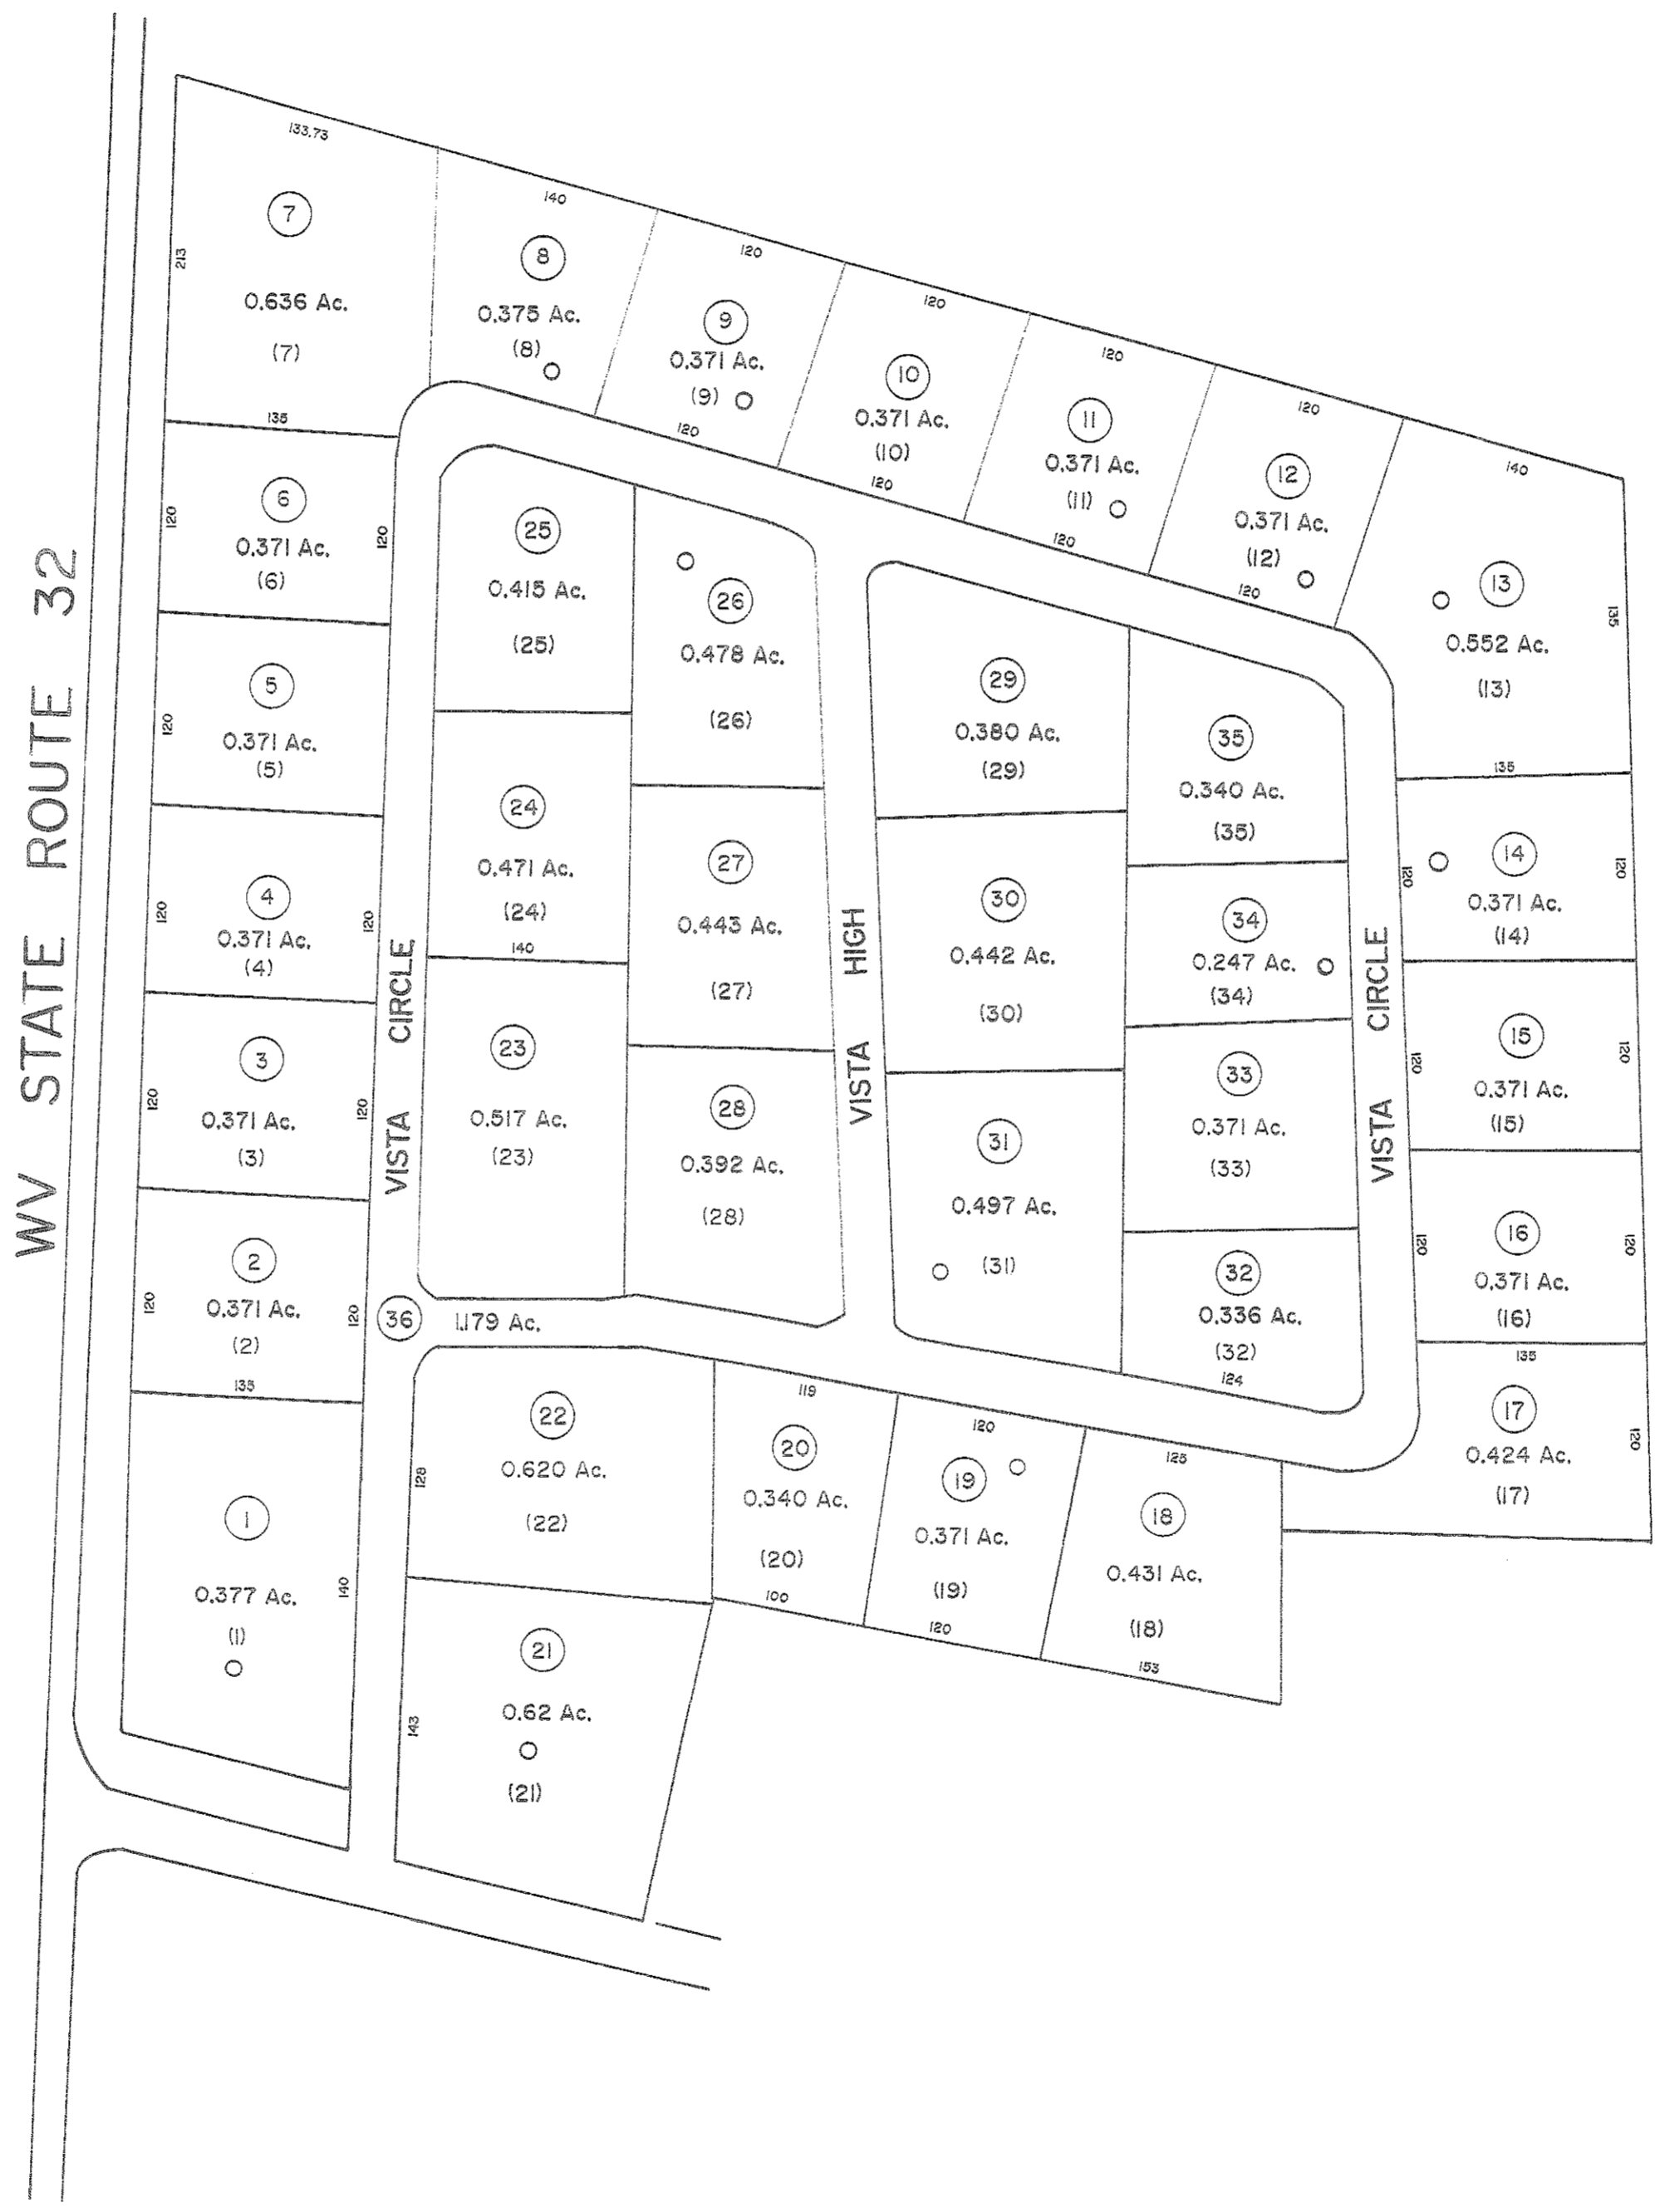 WV STATE ROUTE 32
133.73
7
213
0.636 Ac.
(7)
135
140
8
0.375 Ac.
(8)
120
9
0.371 Ac.
(9)
120
120
10
0.371 Ac.
(10)
120
120
11
0.371 Ac.
(11)
120
120
12
0.371 Ac.
(12)
120
140
13
0.552 Ac.
(13)
135
135
6
120
0.371 Ac.
(6)
120
5
120
0.371 Ac.
(5)
4
120
0.371 Ac.
(4)
120
3
120
0.371 Ac.
(3)
120
2
120
0.371 Ac.
(2)
120
135
1
0.377 Ac.
(1)
140
VISTA CIRCLE
25
0.415 Ac.
(25)
26
0.478 Ac.
(26)
24
0.471 Ac.
(24)
140
27
0.443 Ac.
(27)
23
0.517 Ac.
(23)
28
0.392 Ac.
(28)
36
1.179 Ac.
VISTA HIGH
29
0.380 Ac.
(29)
35
0.340 Ac.
(35)
30
0.442 Ac.
(30)
34
0.247 Ac.
(34)
33
0.371 Ac.
(33)
31
0.497 Ac.
(31)
32
0.336 Ac.
(32)
124
VISTA CIRCLE
120
14
0.371 Ac.
(14)
120
15
120
0.371 Ac.
(15)
120
16
120
0.371 Ac.
(16)
120
135
17
0.424 Ac.
(17)
120
22
128
0.620 Ac.
(22)
119
20
0.340 Ac.
(20)
100
120
19
0.371 Ac.
(19)
120
125
18
0.431 Ac.
(18)
153
21
0.62 Ac.
143
(21)